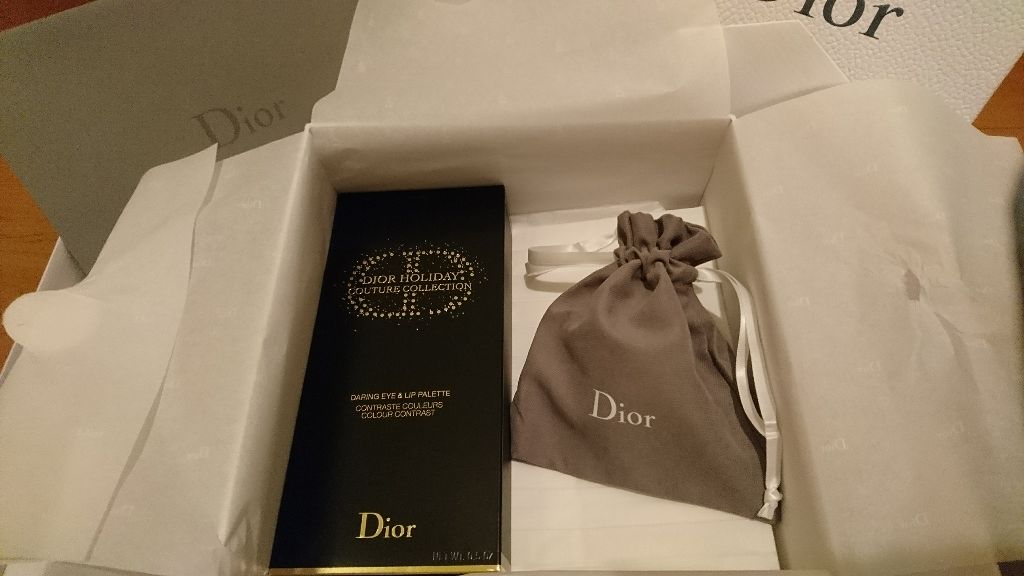 Dior
Dior
DIOR HOLIDAY
COUTURE COLLECTION
DARING EYE & LIP PALETTE
CONTRASTE COULEURS
COLOUR CONTRAST
Dior
Dior